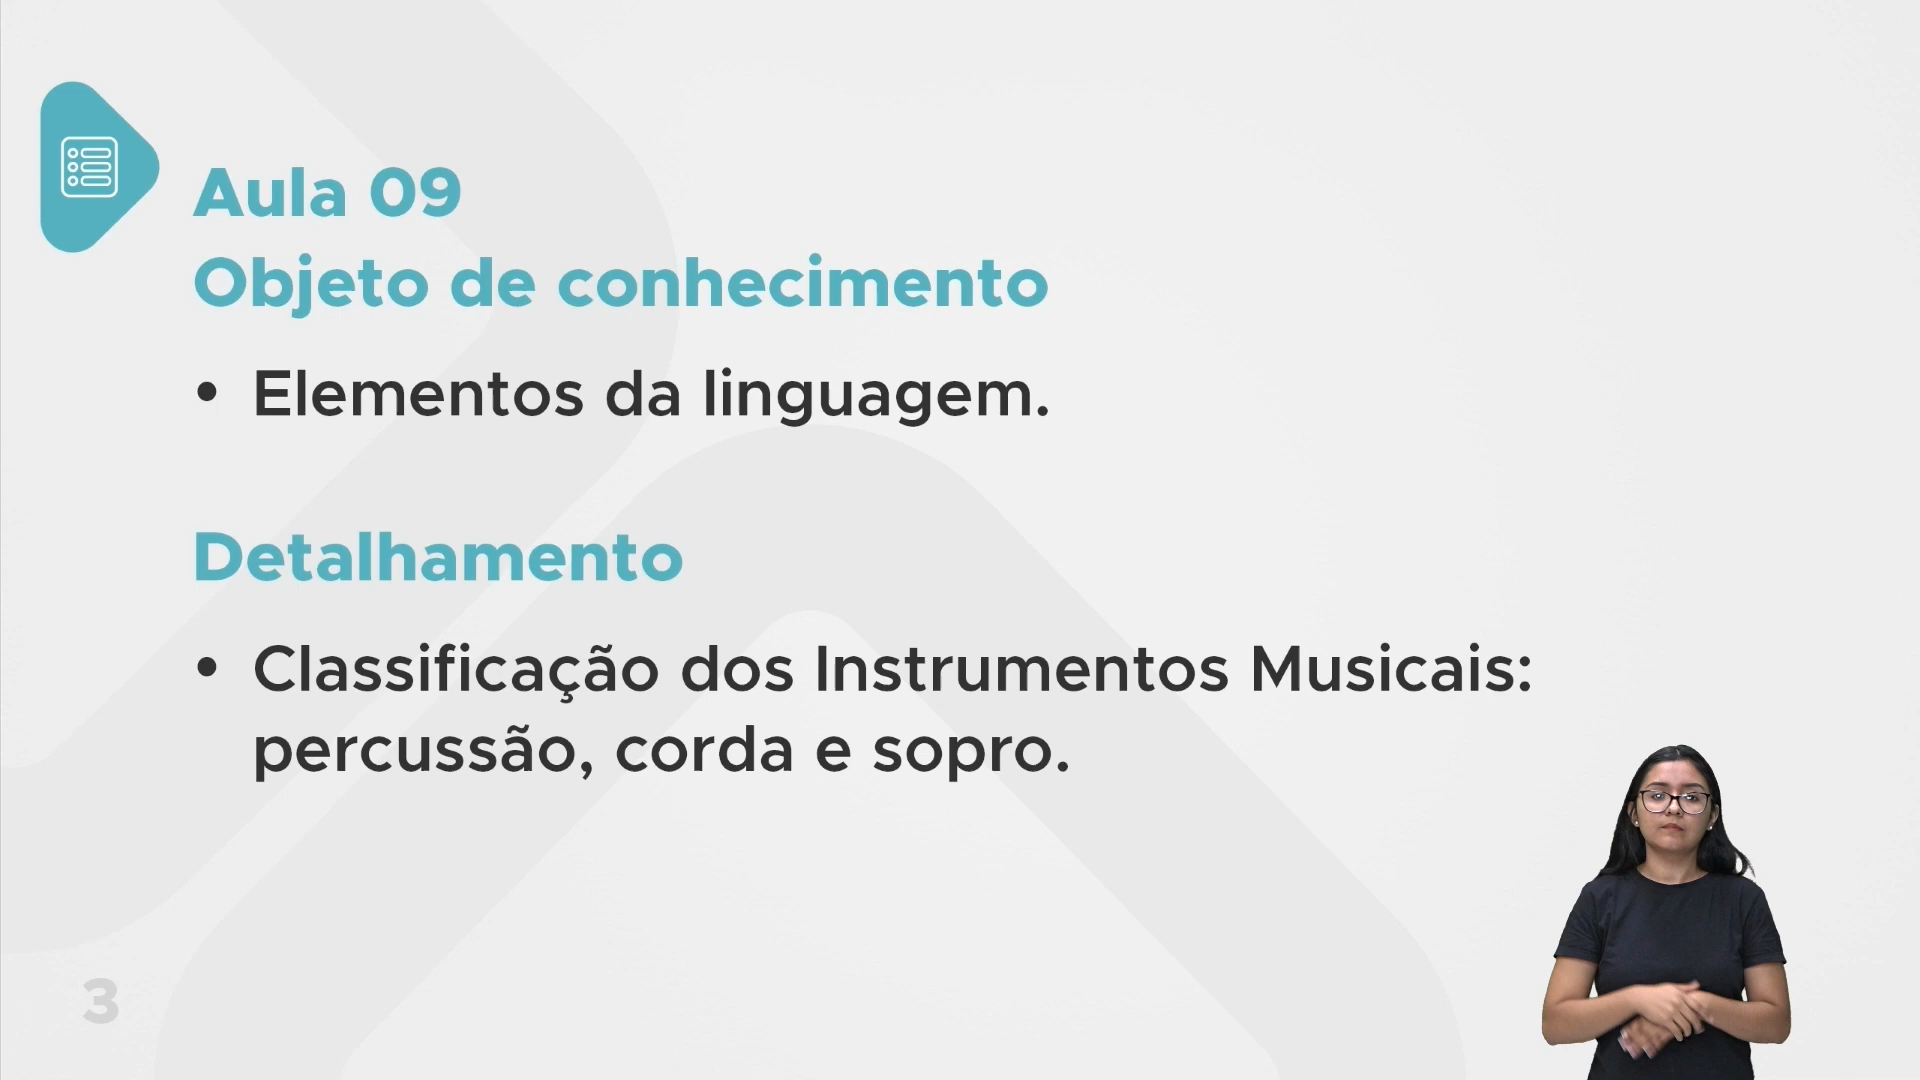 Aula 09
Objeto de conhecimento
• Elementos da linguagem.
Detalhamento
• Classificação dos Instrumentos Musicais:
percussão, corda e sopro.
3